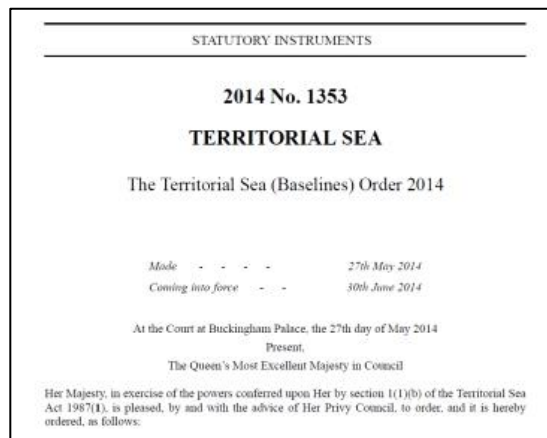 STATUTORY INSTRUMENTS
2014 No. 1353
TERRITORIAL SEA
The Territorial Sea (Baselines) Order 2014
Made - - - - 27th May 2014
Coming into force - - 30th June 2014
At the Court at Buckingham Palace, the 27th day of May 2014
Present,
The Queen's Most Excellent Majesty in Council
Her Majesty, in exercise of the powers conferred upon Her by section 1(1)(b) of the Territorial Sea
Act 1987(1), is pleased, by and with the advice of Her Privy Council, to order, and it is hereby
ordered, as follows: